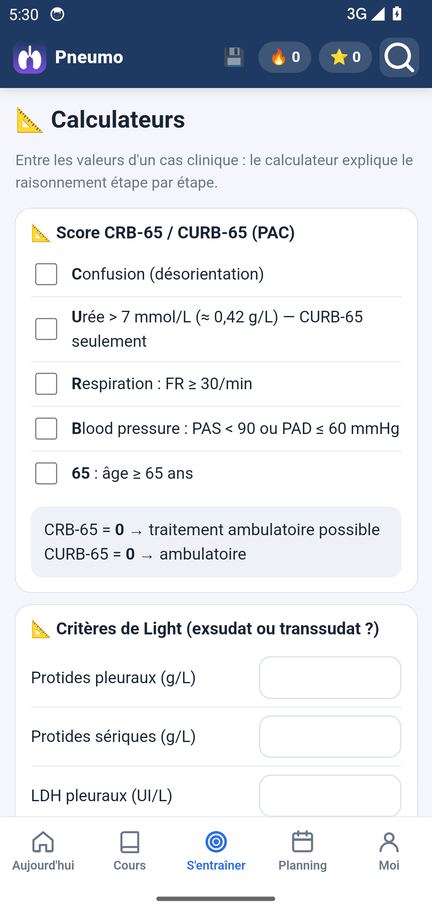 5:30
3G
Pneumo
🔥 0
⭐ 0
📐 Calculateurs
Entre les valeurs d'un cas clinique : le calculateur explique le
raisonnement étape par étape.
📐 Score CRB-65 / CURB-65 (PAC)
Confusion (désorientation)
Urée > 7 mmol/L (≈ 0,42 g/L) — CURB-65
seulement
Respiration : FR ≥ 30/min
Blood pressure : PAS < 90 ou PAD ≤ 60 mmHg
65 : âge ≥ 65 ans
CRB-65 = 0 → traitement ambulatoire possible
CURB-65 = 0 → ambulatoire
📐 Critères de Light (exsudat ou transsudat ?)
Protides pleuraux (g/L)
Protides sériques (g/L)
LDH pleuraux (UI/L)
Aujourd'hui
Cours
S'entraîner
Planning
Moi